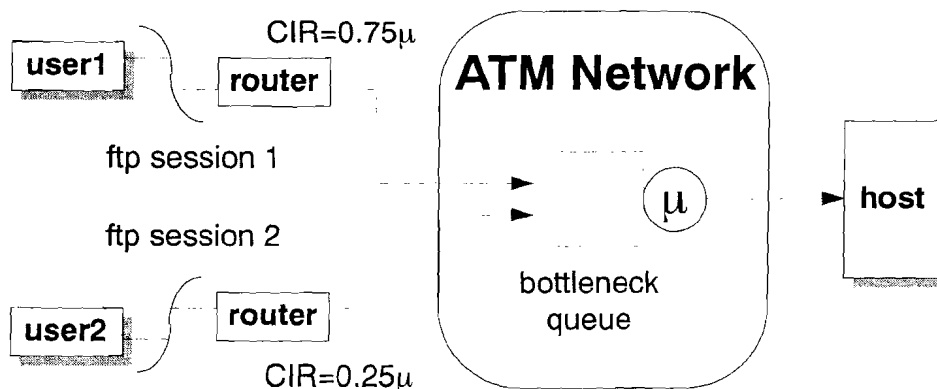 CIR=0.75μ
user1
router
ATM Network
ftp session 1
μ
host
ftp session 2
bottleneck
queue
user2
router
CIR=0,25μ